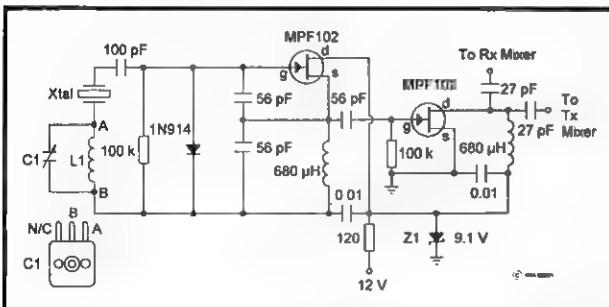 MPF102
100 pF
d
g
s
To Rx Mixer
Xtal
56 pF
56 pF
d
27 pF
To
Tx
Mixer
A
1N914
g
s
27 pF
C1
L1
100 k
56 pF
680 µH
100 k
680 µH
B
0.01
0.01
N/C
B
A
120
Z1
9.1 V
C1
12 V